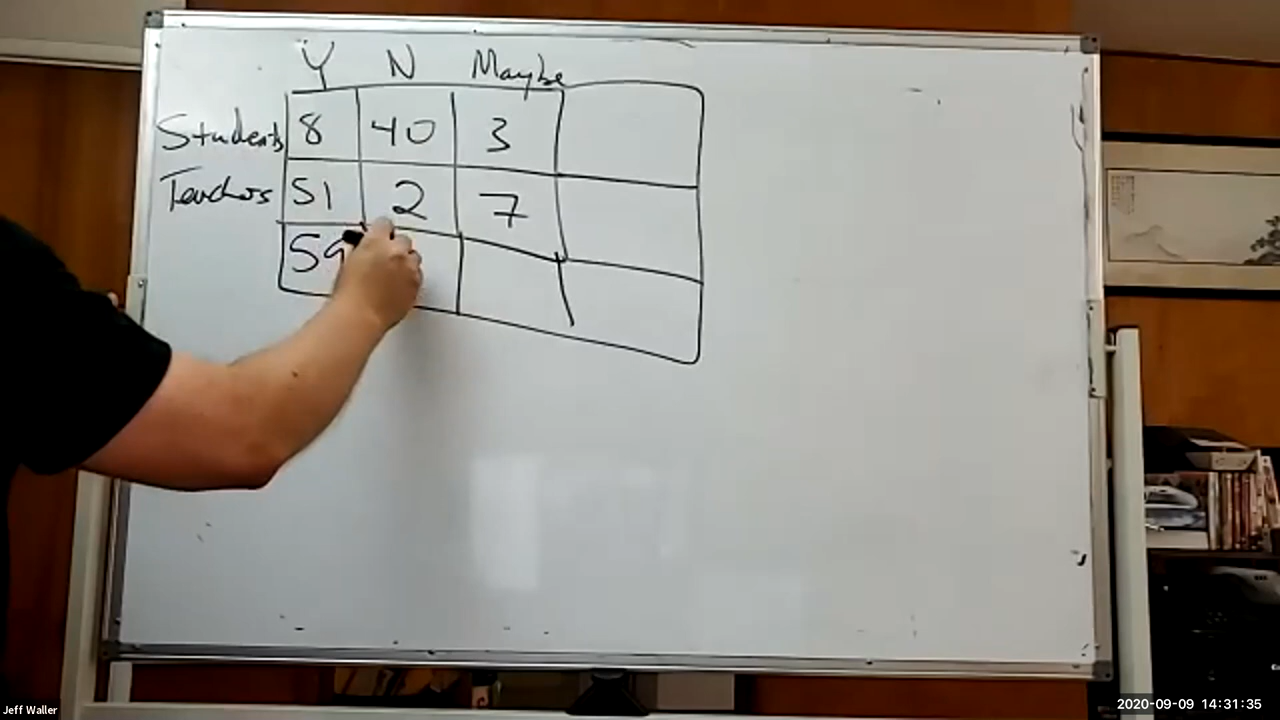 Y N Maybe
Students 8 40 3
Teachers 51 2 7
59
Jeff Waller
2020-09-09 14:31:35